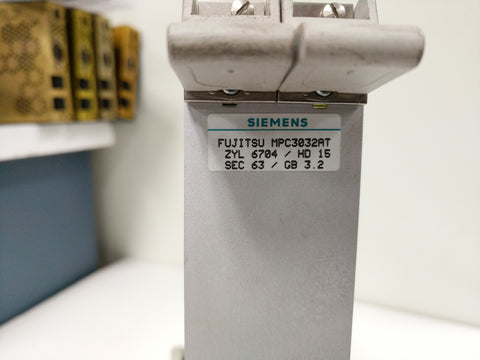 SIEMENS
FUJITSU MPC3032AT
ZYL 6704 / HD 15
SEC 63 / GB 3.2